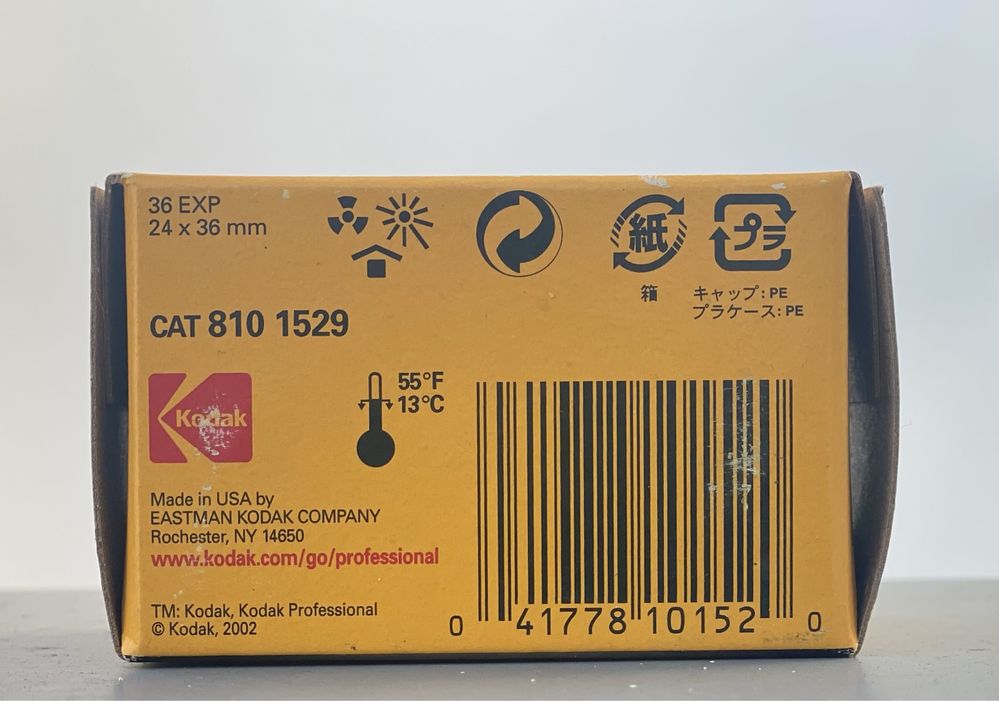 36 EXP
24 x 36 mm
紙
プラ
箱
キャップ: PE
プラケース: PE
CAT 810 1529
Kodak
55°F
13°C
Made in USA by
EASTMAN KODAK COMPANY
Rochester, NY 14650
www.kodak.com/go/professional
TM: Kodak, Kodak Professional
© Kodak, 2002
0 41778 10152 0